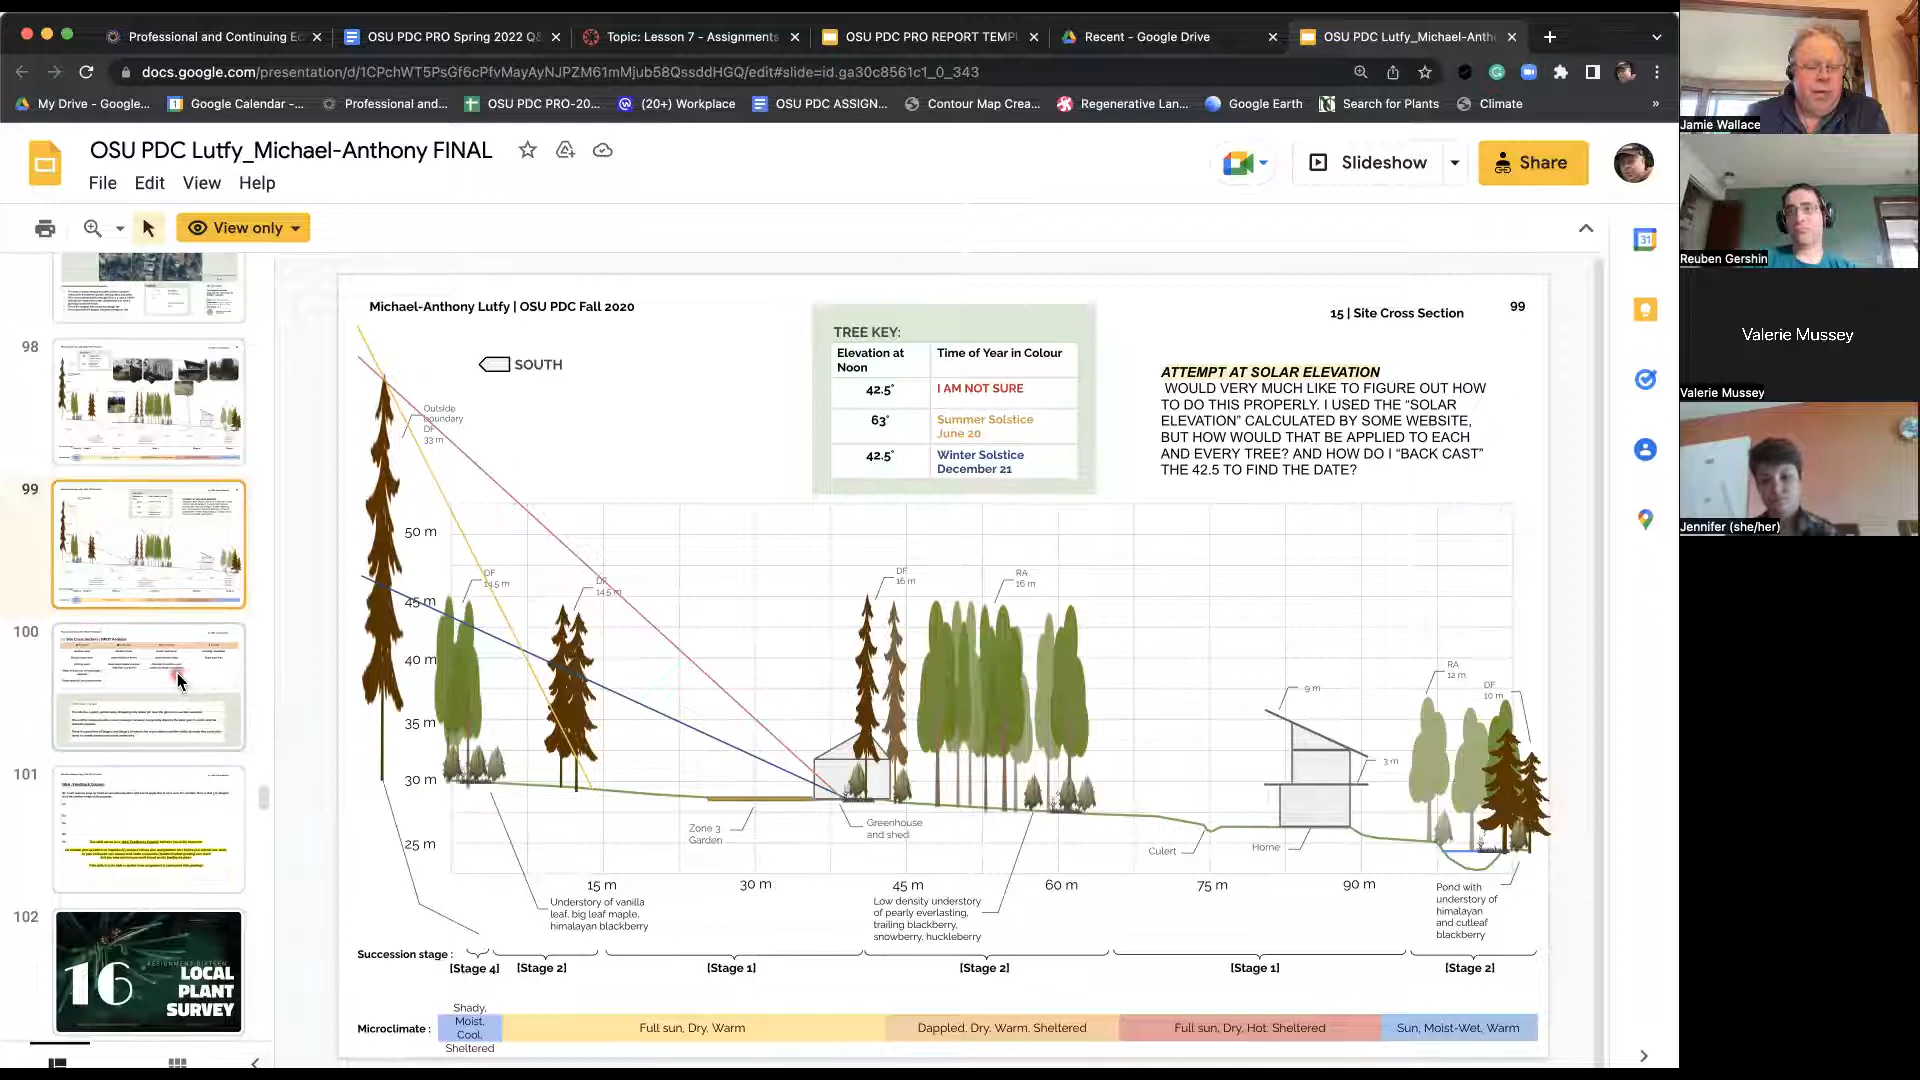 Professional and Continuing Ec
OSU PDC PRO Spring 2022 Q&
Topic: Lesson 7 - Assignments
OSU PDC PRO REPORT TEMPL
Recent - Google Drive
OSU PDC Lutfy_Michael-Anth
docs.google.com/presentation/d/1CPchWT5PsGf6cPfvMayAyNJPZM61mMjub58QssddHGQ/edit#slide=id.ga30c8561c1_0_343
My Drive - Google...
Google Calendar -...
Professional and...
OSU PDC PRO-20...
(20+) Workplace
OSU PDC ASSIGN...
Contour Map Crea...
Regenerative Lan...
Google Earth
Search for Plants
Climate
»
OSU PDC Lutfy_Michael-Anthony FINAL
File Edit View Help
Slideshow
Share
View only
98
99
100
101
102
ASSIGNMENT SIXTEEN
16
LOCAL
PLANT
SURVEY
Michael-Anthony Lutfy | OSU PDC Fall 2020
15 | Site Cross Section
99
SOUTH
TREE KEY:
Elevation at Noon
Time of Year in Colour
42.5°
I AM NOT SURE
63°
Summer Solstice
June 20
42.5°
Winter Solstice
December 21
ATTEMPT AT SOLAR ELEVATION
WOULD VERY MUCH LIKE TO FIGURE OUT HOW
TO DO THIS PROPERLY. I USED THE “SOLAR
ELEVATION” CALCULATED BY SOME WEBSITE,
BUT HOW WOULD THAT BE APPLIED TO EACH
AND EVERY TREE? AND HOW DO I “BACK CAST”
THE 42.5 TO FIND THE DATE?
Outside
boundary
DF
33 m
50 m
45 m
40 m
35 m
30 m
25 m
DF
14.5 m
DF
14.5 m
DF
16 m
RA
16 m
9 m
3 m
RA
12 m
DF
10 m
Zone 3
Garden
Greenhouse
and shed
Culert
Home
15 m
30 m
45 m
60 m
75 m
90 m
Understory of vanilla
leaf, big leaf maple,
himalayan blackberry
Low density understory
of pearly everlasting,
trailing blackberry,
snowberry, huckleberry
Pond with
understory of
himalayan
and cutleaf
blackberry
Succession stage :
[Stage 4]
[Stage 2]
[Stage 1]
[Stage 2]
[Stage 1]
[Stage 2]
Microclimate :
Shady,
Moist,
Cool,
Sheltered
Full sun, Dry, Warm
Dappled, Dry, Warm, Sheltered
Full sun, Dry, Hot, Sheltered
Sun, Moist-Wet, Warm
31
Jamie Wallace
Reuben Gershin
Valerie Mussey
Valerie Mussey
Jennifer (she/her)